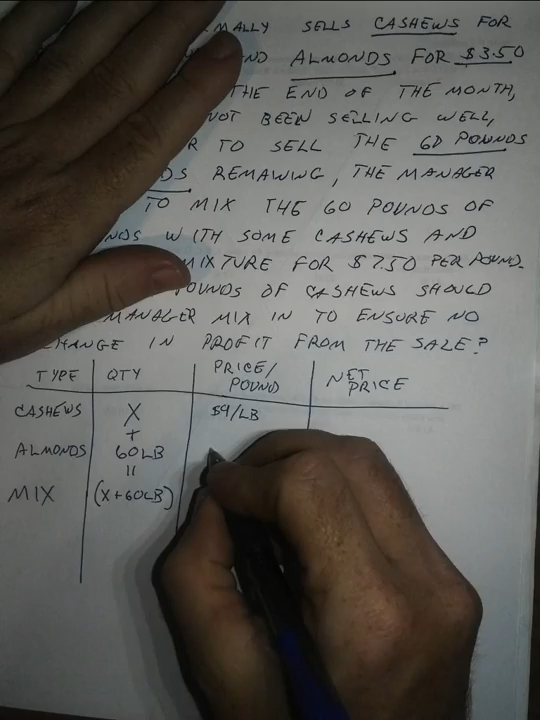 MALLY SELLS CASHEWS FOR
ND ALMONDS FOR $3.50
THE END OF THE MONTH,
NOT BEEN SELLING WELL,
R TO SELL THE 60 POUNDS
DS REMAINING, THE MANAGER
TO MIX THE 60 POUNDS OF
NDS WITH SOME CASHEWS AND
MIXTURE FOR $7.50 PER POUND.
OUNDS OF CASHEWS SHOULD
MANAGER MIX IN TO ENSURE NO
HANGE IN PROFIT FROM THE SALE?
TYPE QTY PRICE/POUND NET PRICE
CASHEWS X $9/LB
+
ALMONDS 60LB
=
MIX (X+60LB)